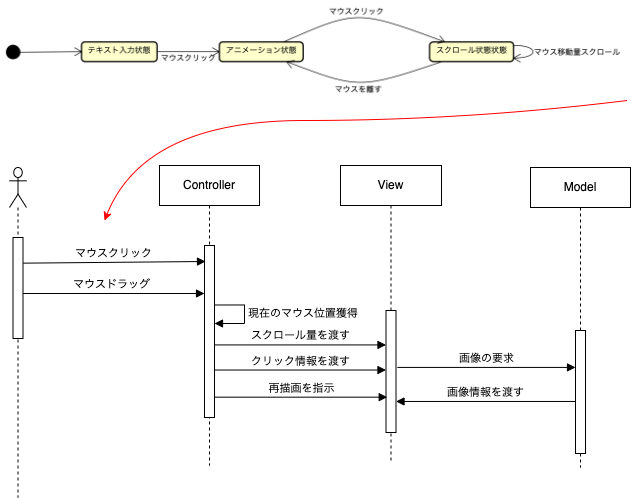 マウスクリック
テキスト入力状態
マウスクリッグ
アニメーション状態
スクロール状態状態
マウス移動量スクロール
マウスを離す
Controller
View
Model
マウスクリック
マウスドラッグ
現在のマウス位置獲得
スクロール量を渡す
クリック情報を渡す
画像の要求
再描画を指示
画像情報を渡す